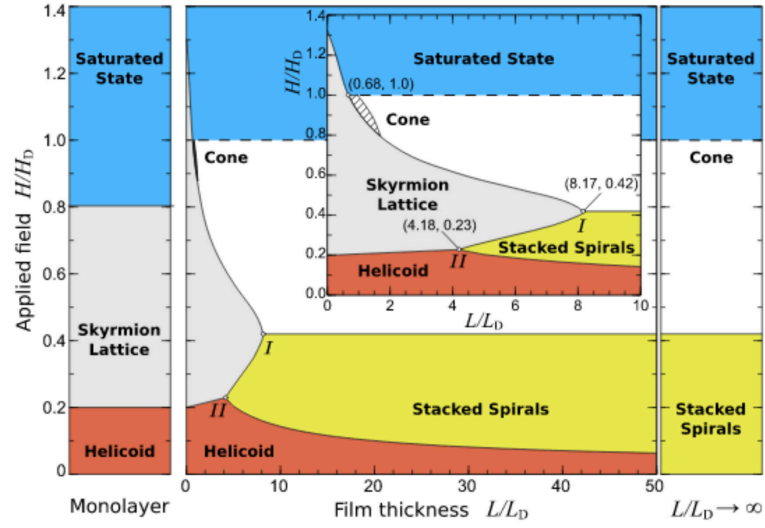 1.4
1.2
1.0
0.8
0.6
0.4
0.2
0
Applied field H/H_D
Saturated
State
Skyrmion
Lattice
Helicoid
Monolayer
Cone
I
II
Stacked Spirals
Helicoid
0
10
20
30
40
50
Film thickness L/L_D
1.4
1.2
1.0
0.8
0.6
0.4
0.2
0.0
H/H_D
Saturated State
(0.68, 1.0)
Cone
Skyrmion
Lattice
(8.17, 0.42)
(4.18, 0.23)
I
Stacked Spirals
II
Helicoid
0
2
4
6
8
10
L/L_D
Saturated
State
Cone
Stacked
Spirals
L/L_D → ∞